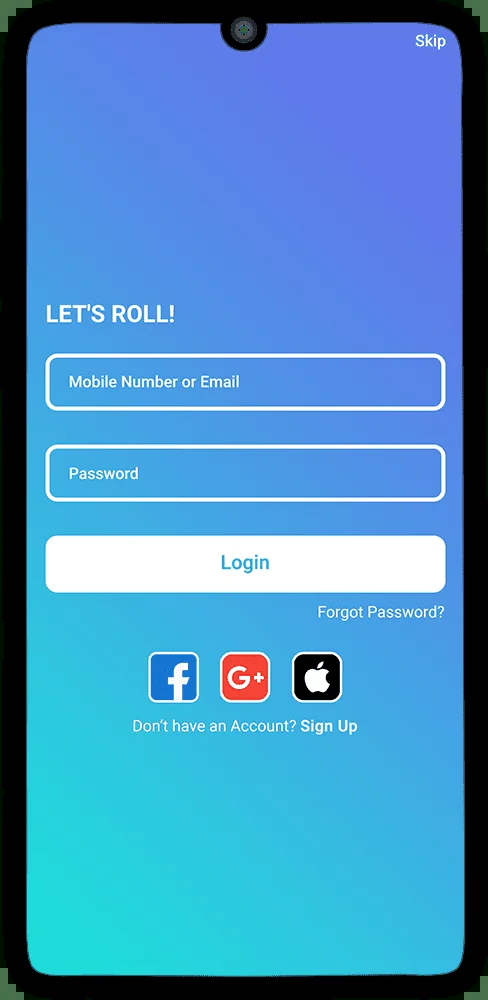 Skip
LET'S ROLL!
Mobile Number or Email
Password
Login
Forgot Password?
f G+
Don't have an Account? Sign Up